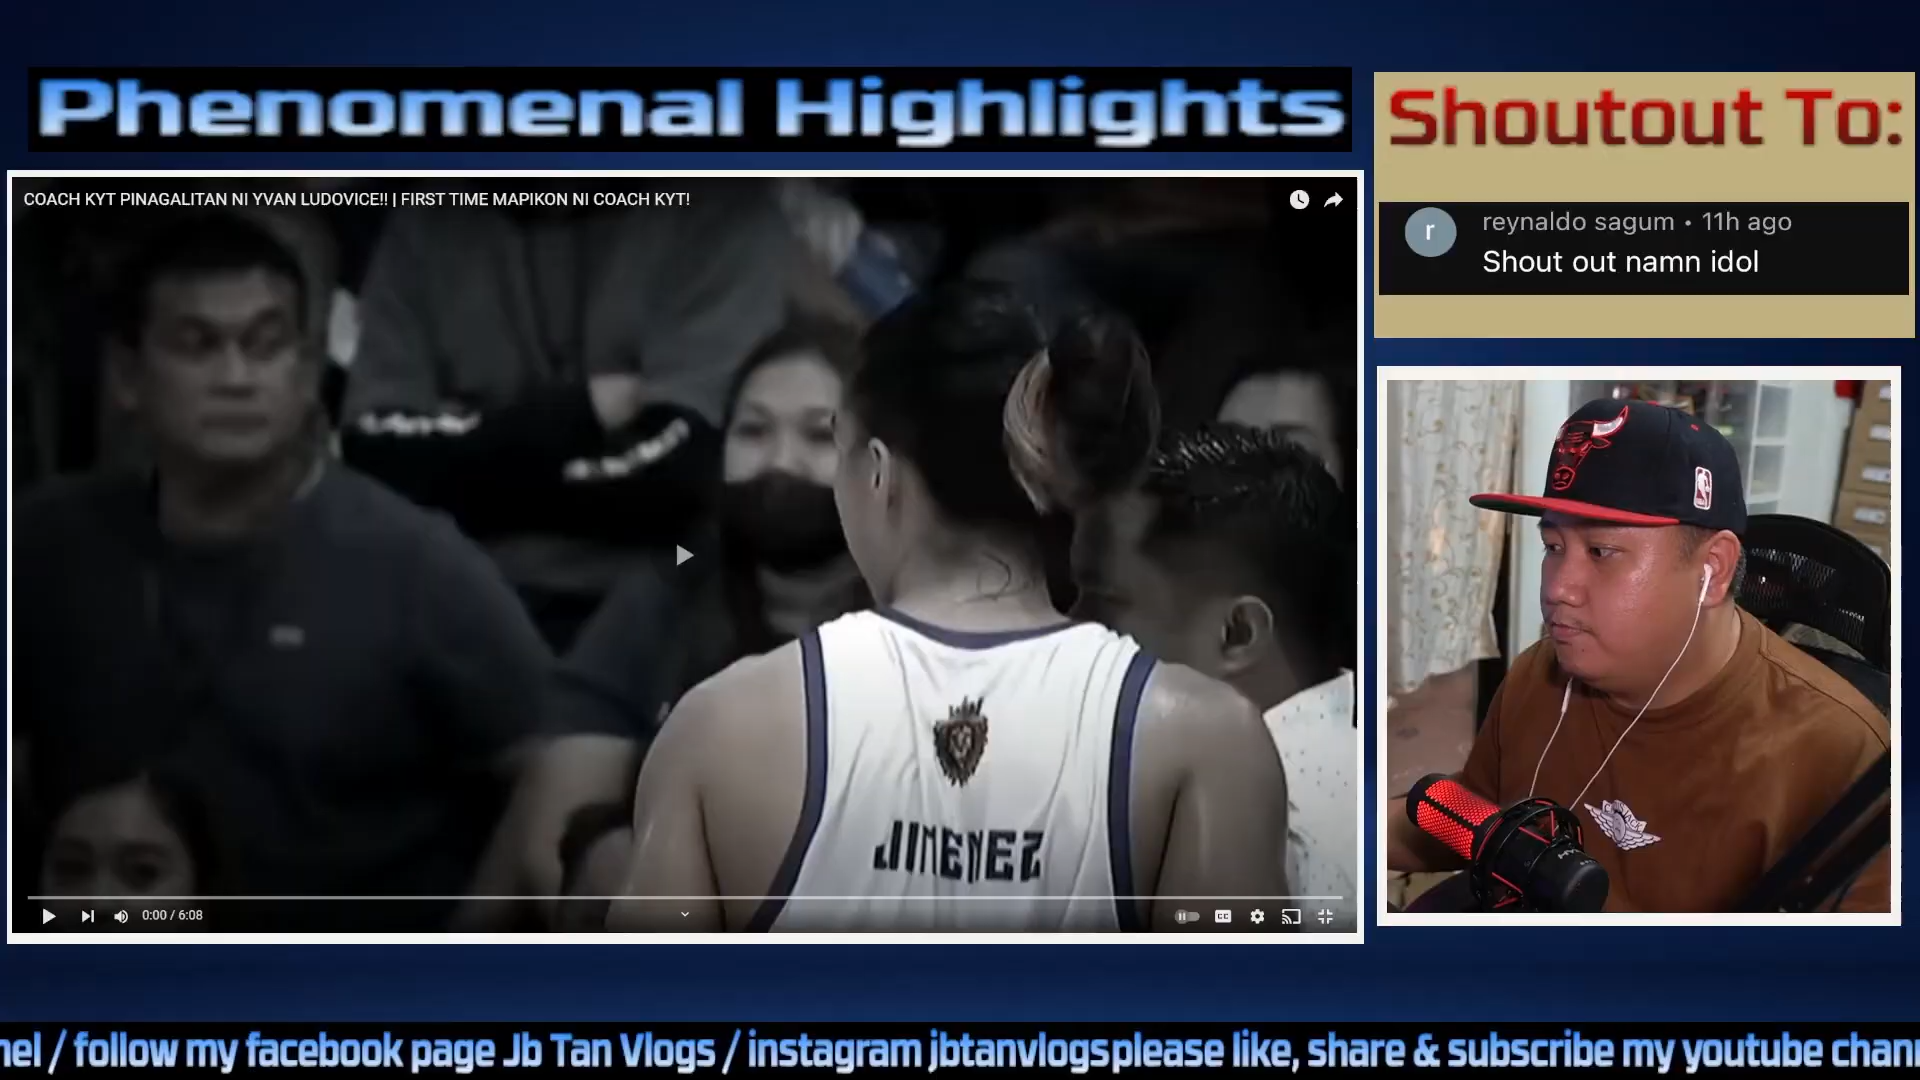 Phenomenal Highlights
Shoutout To:
COACH KYT PINAGALITAN NI YVAN LUDOVICE!! | FIRST TIME MAPIKON NI COACH KYT!
r
reynaldo sagum • 11h ago
Shout out namn idol
JIMENEZ
0:00 / 6:08
CC
nel / follow my facebook page Jb Tan Vlogs / instagram jbtanvlogsplease like, share & subscribe my youtube chann